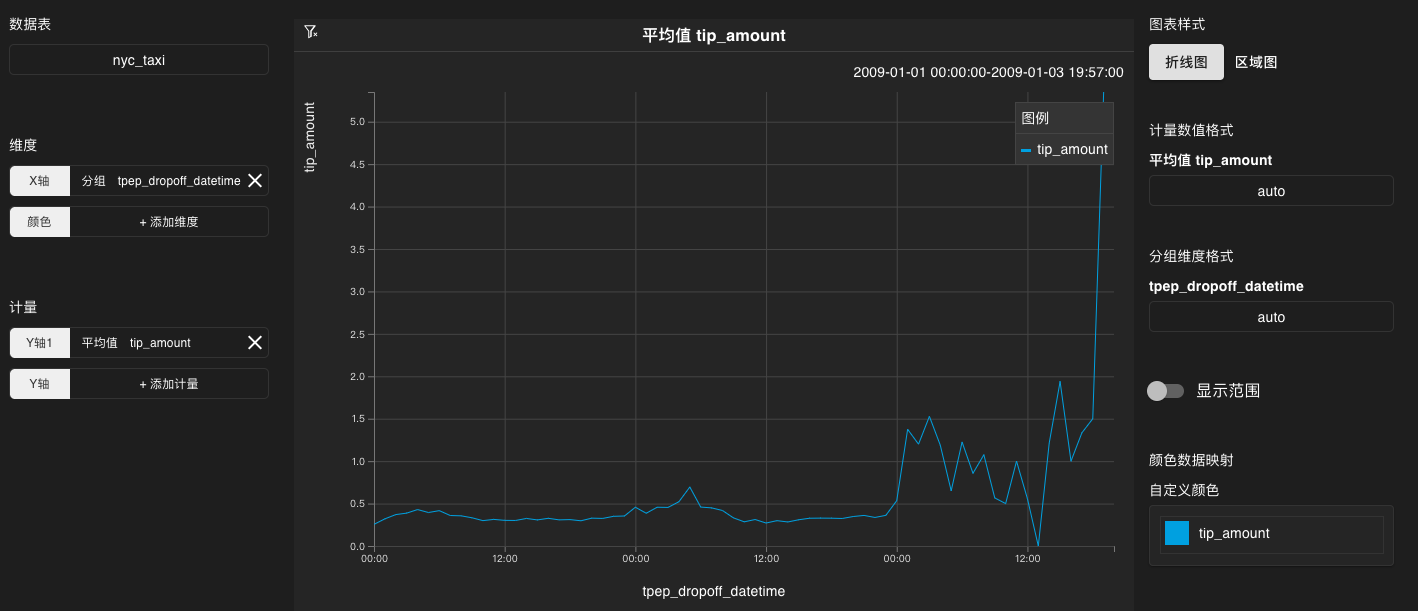 数据表
nyc_taxi
维度
X轴 分组 tpep_dropoff_datetime
颜色 + 添加维度
计量
Y轴1 平均值 tip_amount
Y轴 + 添加计量
平均值 tip_amount
2009-01-01 00:00:00-2009-01-03 19:57:00
tip_amount
图例
tip_amount
5.0
4.5
4.0
3.5
3.0
2.5
2.0
1.5
1.0
0.5
0.0
00:00 12:00 00:00 12:00 00:00 12:00
tpep_dropoff_datetime
图表样式
折线图 区域图
计量数值格式
平均值 tip_amount
auto
分组维度格式
tpep_dropoff_datetime
auto
显示范围
颜色数据映射
自定义颜色
tip_amount